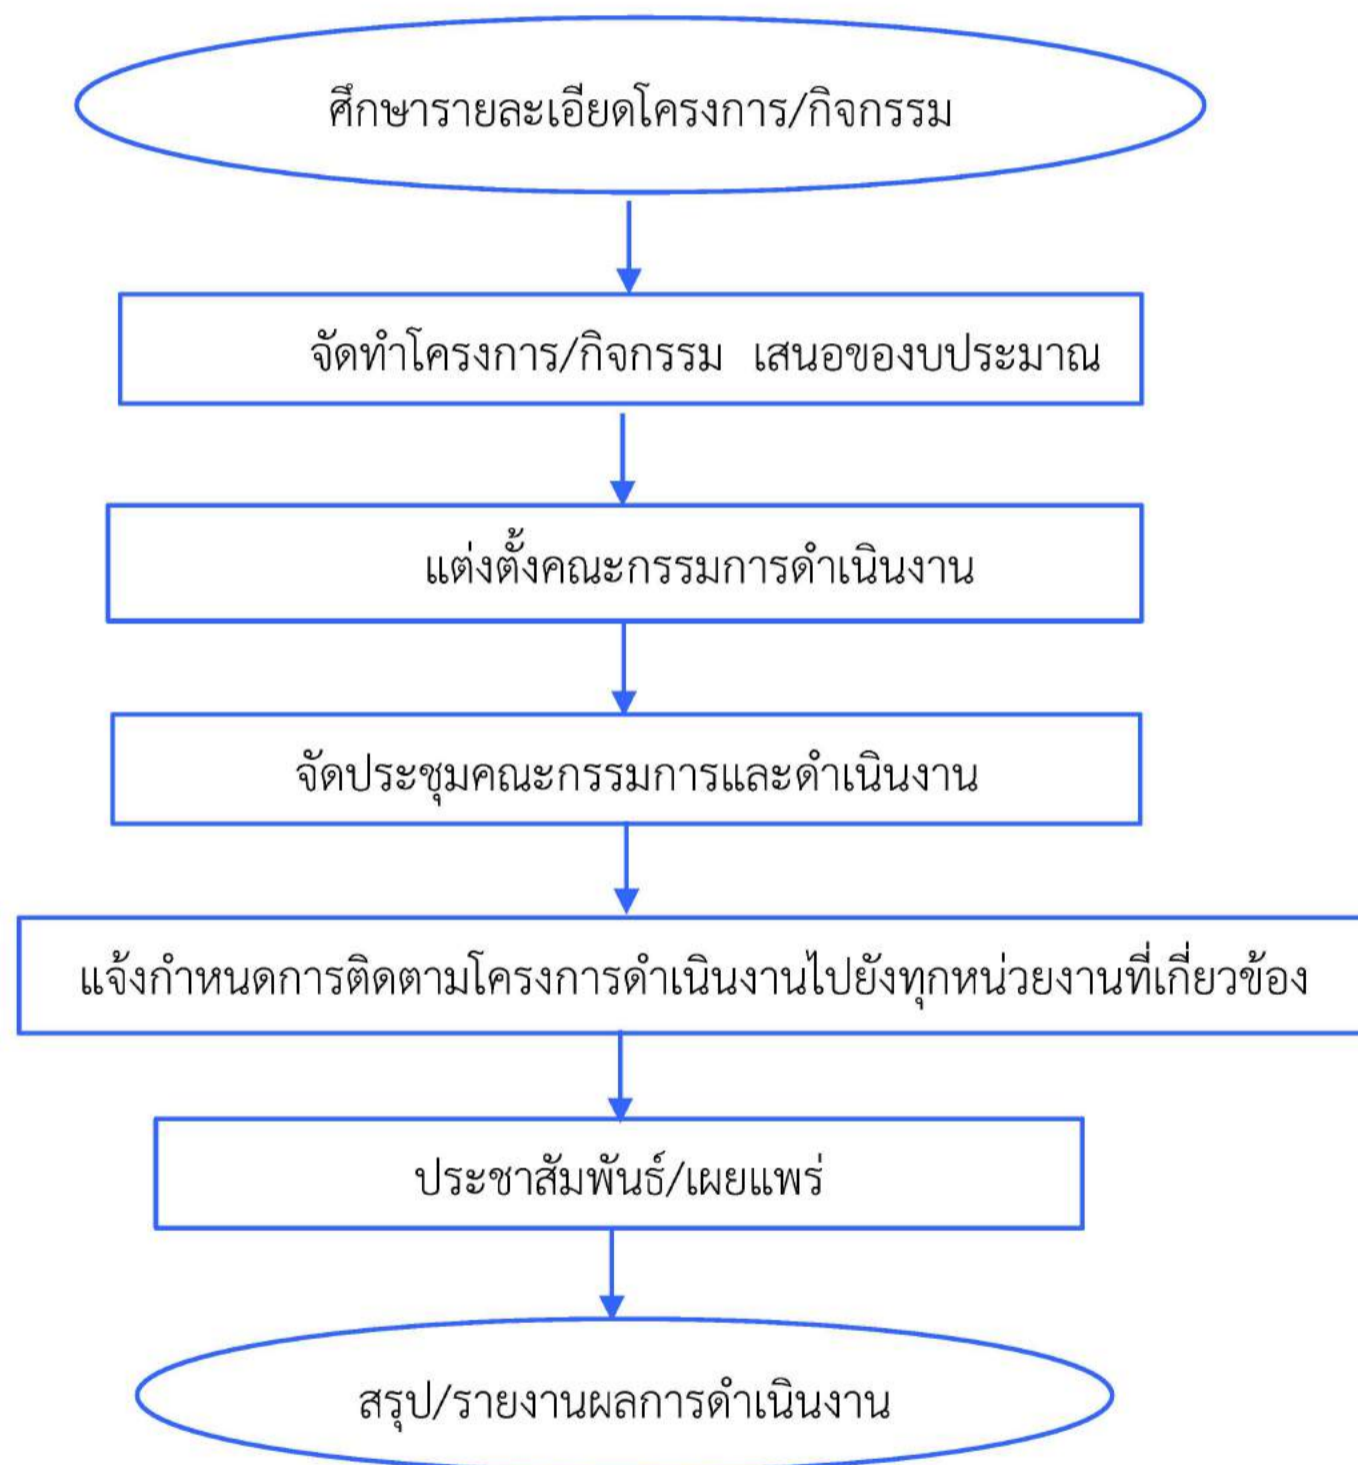 ศึกษารายละเอียดโครงการ/กิจกรรม
จัดทำโครงการ/กิจกรรม เสนอของบประมาณ
แต่งตั้งคณะกรรมการดำเนินงาน
จัดประชุมคณะกรรมการและดำเนินงาน
แจ้งกำหนดการติดตามโครงการดำเนินงานไปยังทุกหน่วยงานที่เกี่ยวข้อง
ประชาสัมพันธ์/เผยแพร่
สรุป/รายงานผลการดำเนินงาน